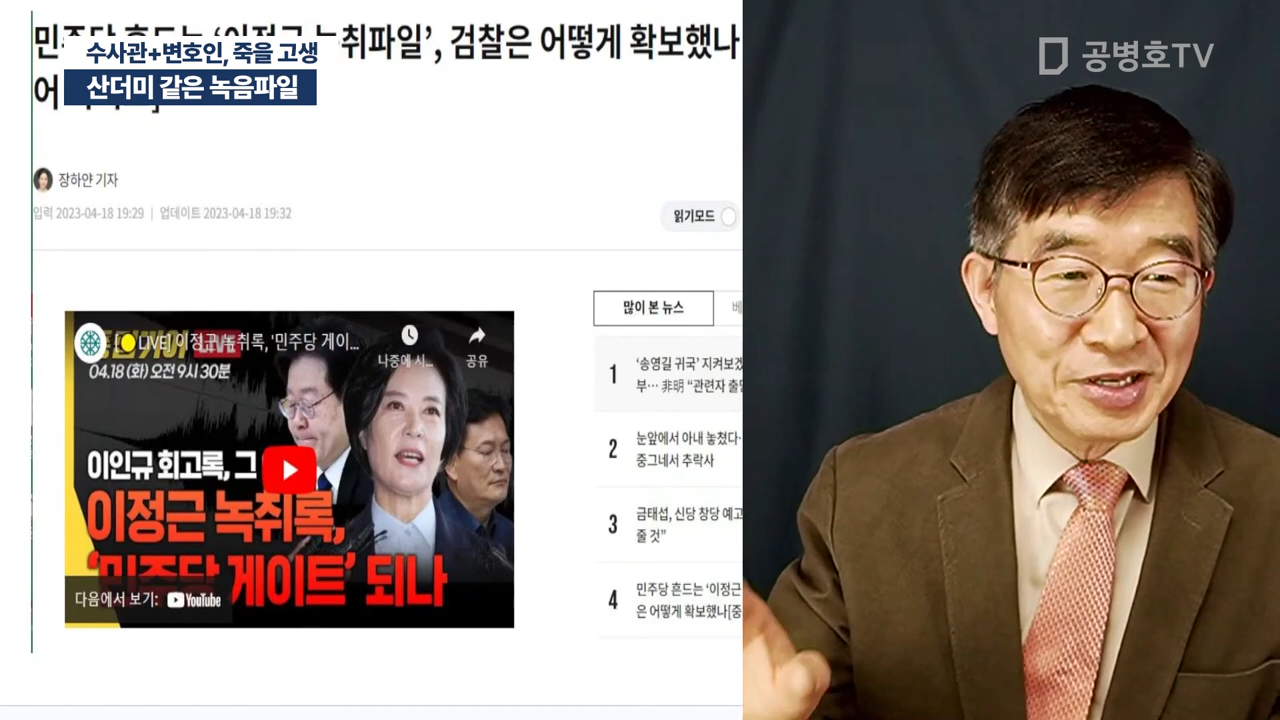 민주당 흔드는 ‘이정근 녹취파일’, 검찰은 어떻게 확보했나
어
수사관+변호인, 죽을 고생
산더미 같은 녹음파일
공병호TV
장하얀 기자
입력 2023-04-18 19:29 | 업데이트 2023-04-18 19:32
읽기모드
LIVE] 이정근 녹취록, '민주당 게이...
나중에 시...
공유
LIVE
04.18 (화) 오전 9시 30분
이인규 회고록, 그
이정근 녹취록,
‘민주당 게이트’ 되나
다음에서 보기: YouTube
많이 본 뉴스
베
1 ‘송영길 귀국’ 지켜보겠
부… 非明 “관련자 출
2 눈앞에서 아내 놓쳤다
중그네서 추락사
3 금태섭, 신당 창당 예고
줄 것”
4 민주당 흔드는 ‘이정근
은 어떻게 확보했나[중